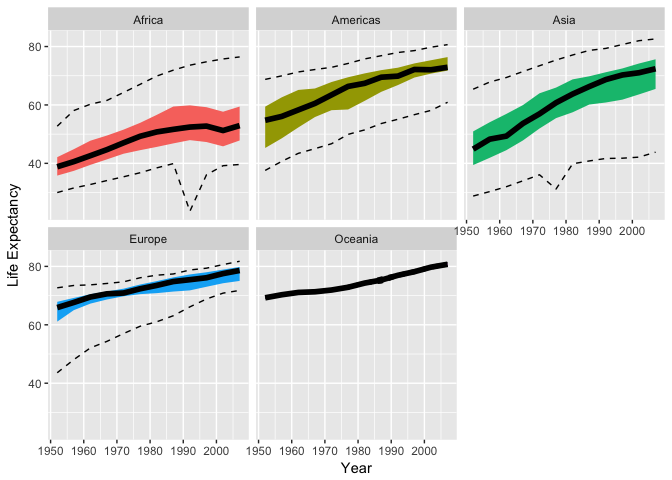 Africa Americas Asia
80
60
40
1950 1960 1970 1980 1990 2000
Europe Oceania
80
60
40
1950 1960 1970 1980 1990 2000 1950 1960 1970 1980 1990 2000
Life Expectancy
Year